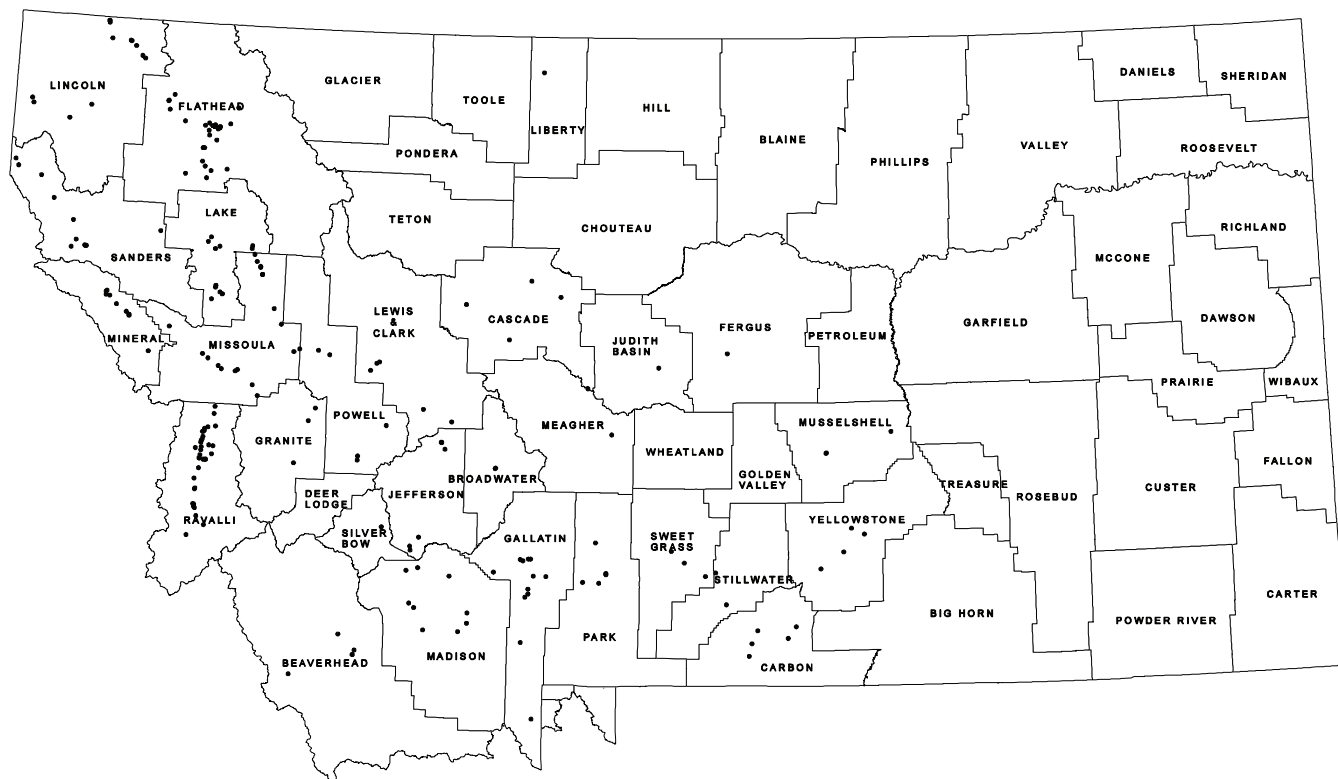 DANIELS
SHERIDAN
LINCOLN
GLACIER
TOOLE
FLATHEAD
HILL
LIBERTY
BLAINE
VALLEY
ROOSEVELT
PONDERA
PHILLIPS
LAKE
TETON
CHOUTEAU
RICHLAND
SANDERS
MCCONE
LEWIS
&
CLARK
CASCADE
FERGUS
GARFIELD
DAWSON
MINERAL
MISSOULA
JUDITH
BASIN
PETROLEUM
PRAIRIE
WIBAUX
POWELL
GRANITE
MEAGHER
MUSSELSHELL
WHEATLAND
FALLON
BROADWATER
GOLDEN
VALLEY
TREASURE
ROSEBUD
CUSTER
DEER
LODGE
JEFFERSON
RAVALLI
SILVER
BOW
GALLATIN
SWEET
GRASS
YELLOWSTONE
STILLWATER
CARTER
BIG HORN
POWDER RIVER
PARK
BEAVERHEAD
MADISON
CARBON